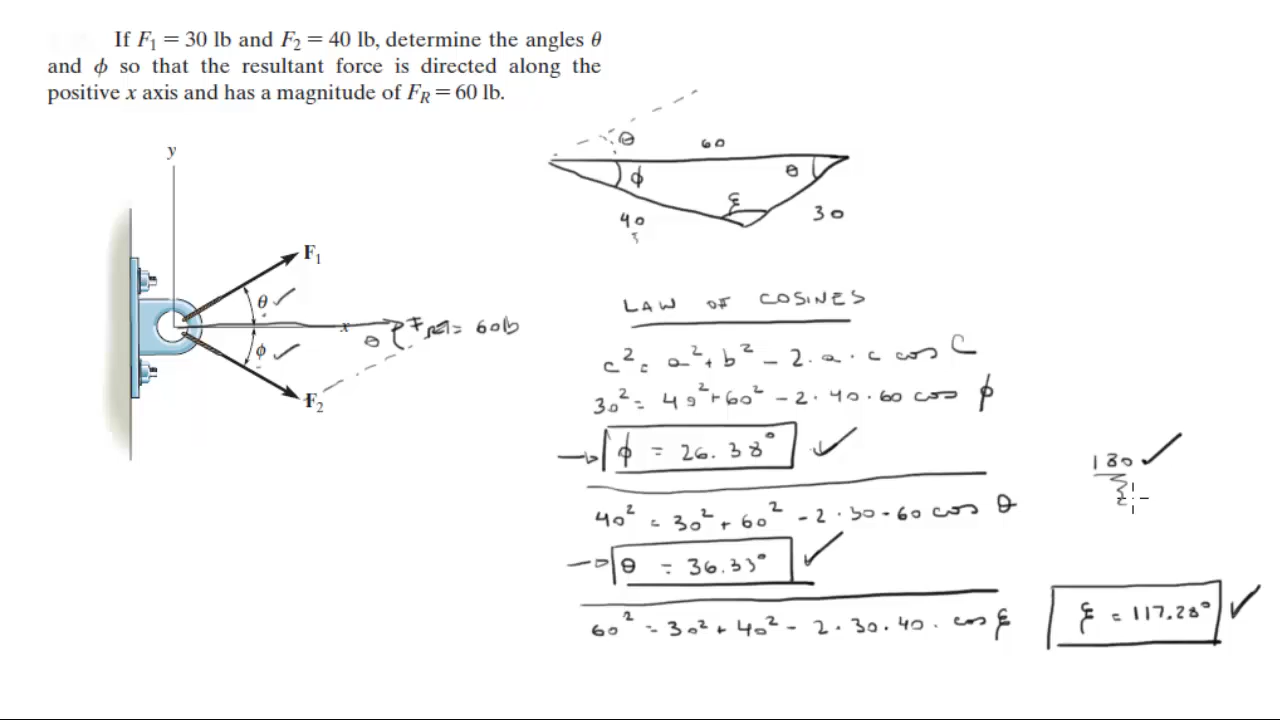 If F₁ = 30 lb and F₂ = 40 lb, determine the angles θ
and ϕ so that the resultant force is directed along the
positive x axis and has a magnitude of F_R = 60 lb.
y
F₁
θ
x
ϕ
F₂
θ
= 60lb
θ
60
ϕ
θ
ξ
40
30
LAW OF COSINES
c² = a² + b² - 2 · a · c cos C
30² = 40² + 60² - 2 · 40 · 60 cos ϕ
ϕ = 26.38°
180
40² = 30² + 60² - 2 · 30 · 60 cos θ
θ = 36.33°
60² = 30² + 40² - 2 · 30 · 40 · cos ξ
ξ = 117.28°